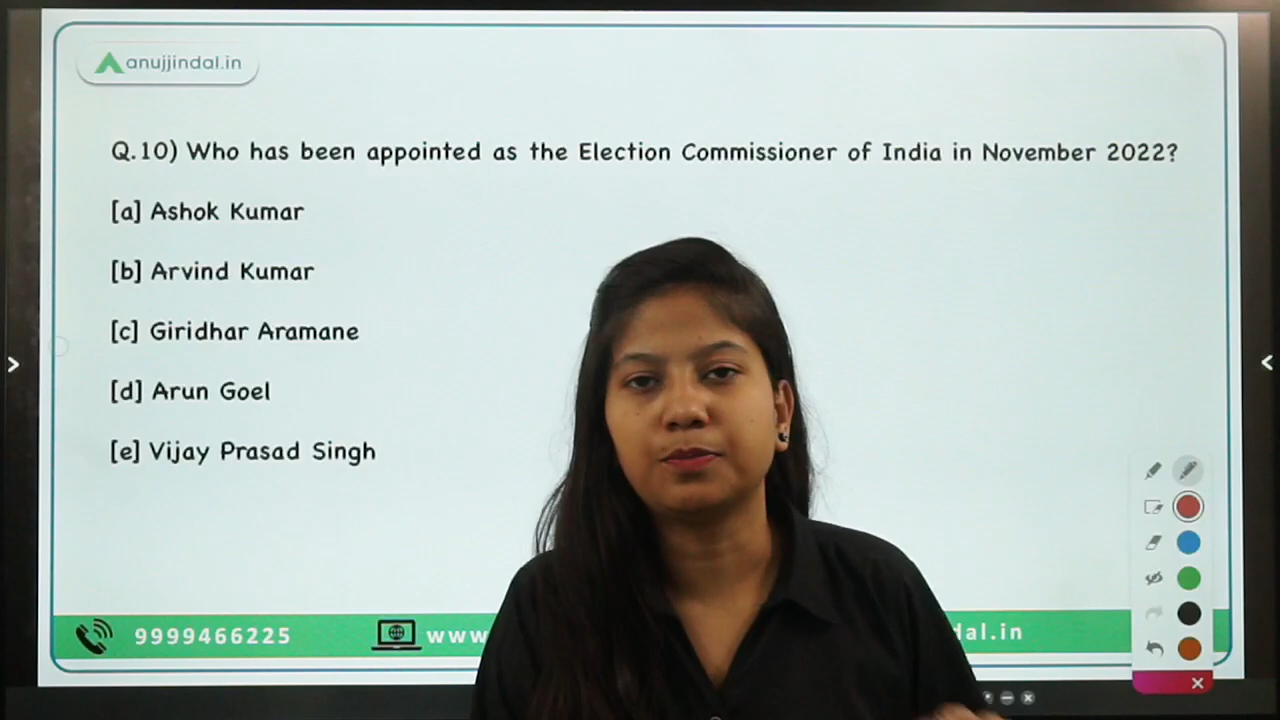 anujjindal.in
Q.10) Who has been appointed as the Election Commissioner of India in November 2022?
[a] Ashok Kumar
[b] Arvind Kumar
[c] Giridhar Aramane
[d] Arun Goel
[e] Vijay Prasad Singh
9999466225 www dal.in